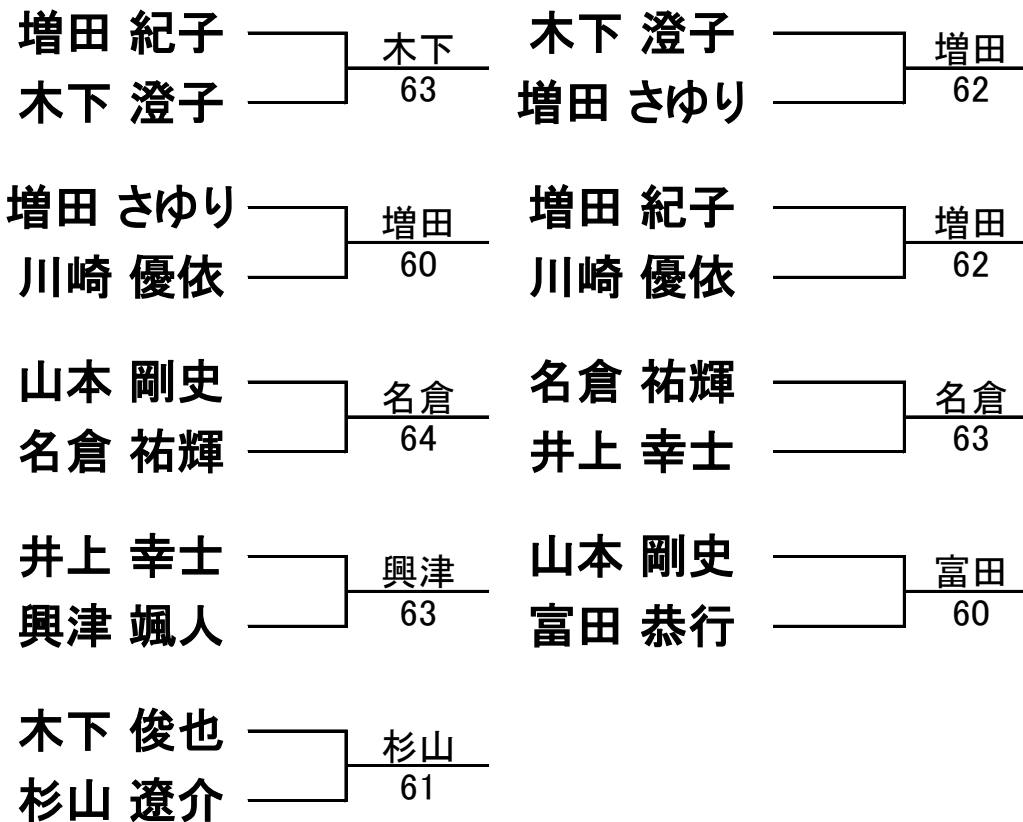 増田 紀子
木下
木下 澄子
63
増田 さゆり
増田
川崎 優依
60
山本 剛史
名倉
名倉 祐輝
64
井上 幸士
興津
興津 颯人
63
木下 俊也
杉山
杉山 遼介
61
木下 澄子
増田
増田 さゆり
62
増田 紀子
増田
川崎 優依
62
名倉 祐輝
名倉
井上 幸士
63
山本 剛史
富田
富田 恭行
60